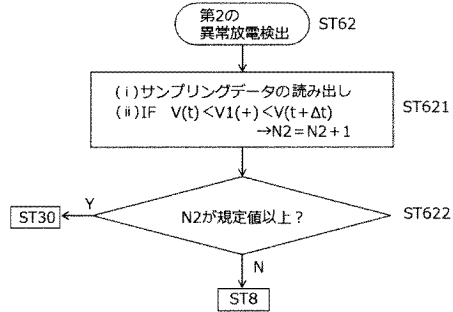 第2の
異常放電検出
ST62
(ⅰ)サンプリングデータの読み出し
(ⅱ)IF V(t)<V1(+)<V(t+Δt)
→N2=N2+1
ST621
N2が規定値以上?
ST622
Y
ST30
N
ST8